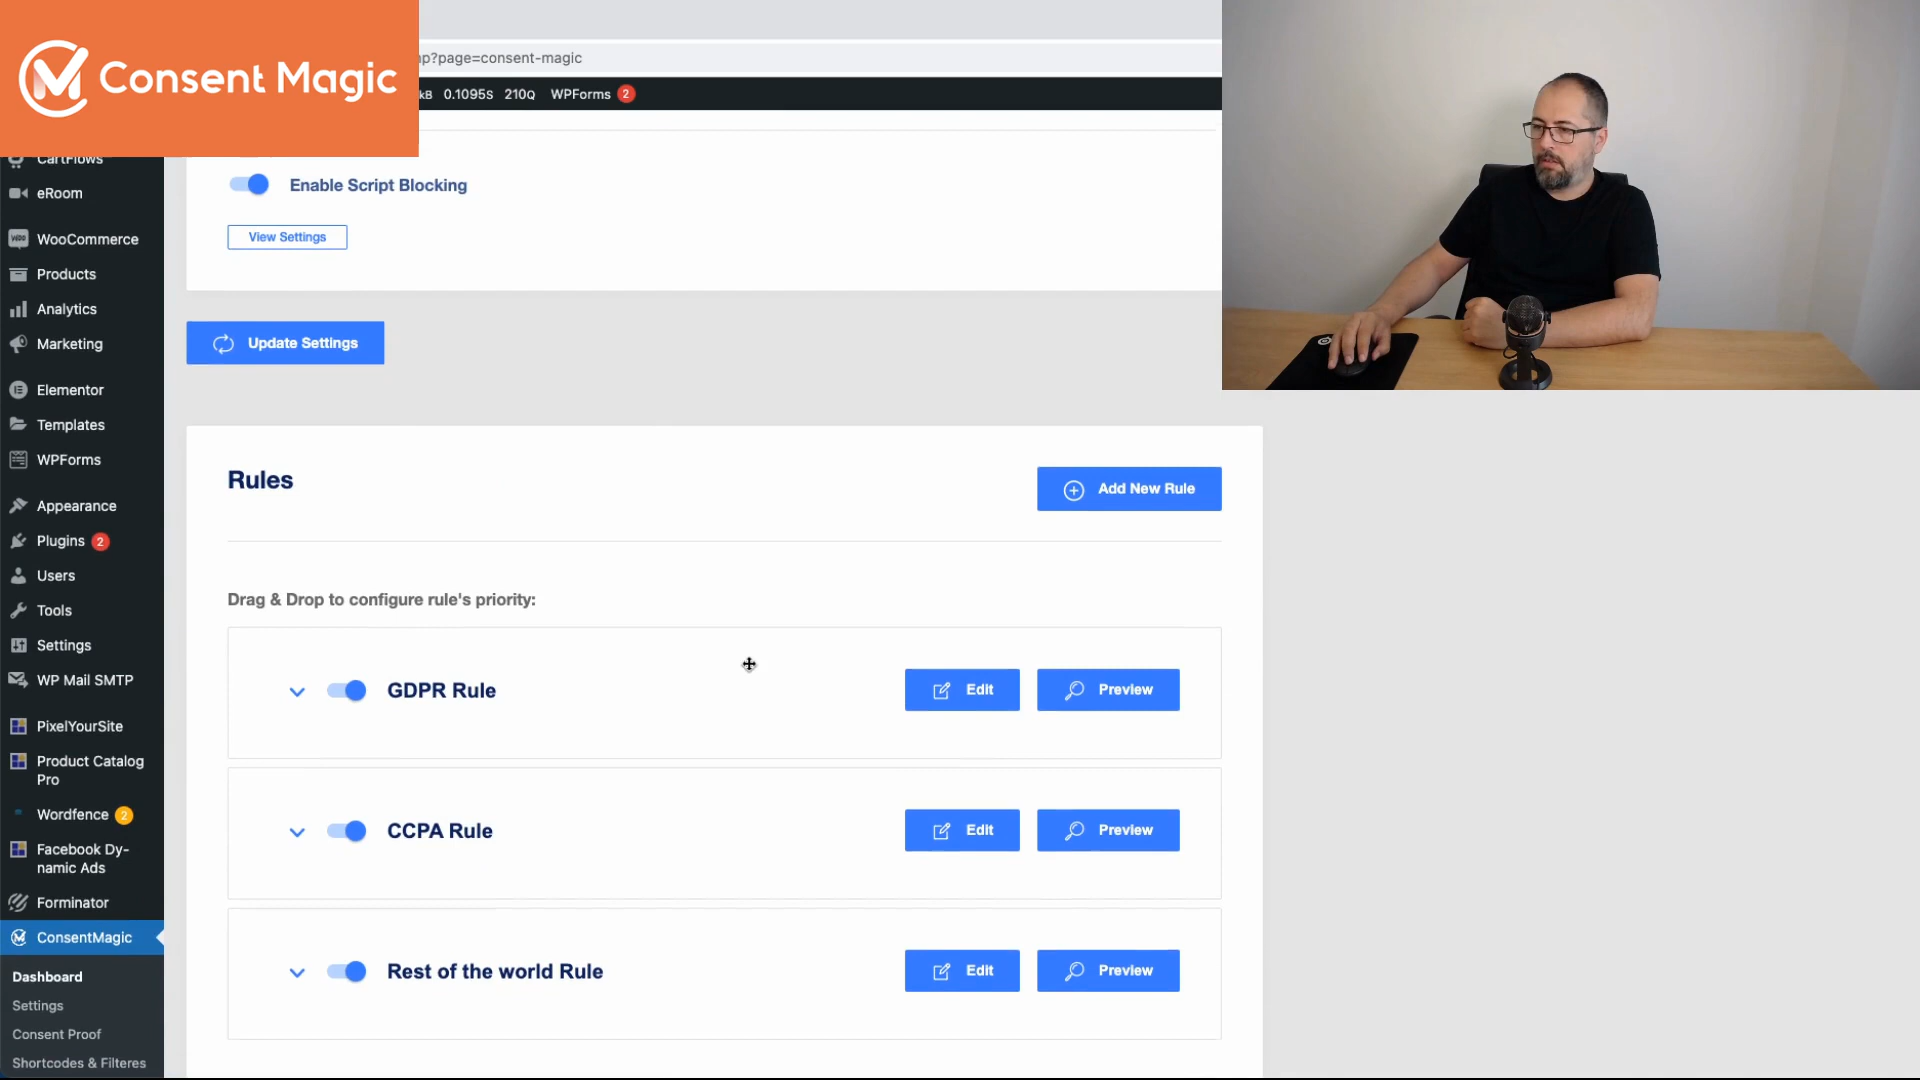 Consent Magic
p?page=consent-magic
kB 0.1095S 210Q WPForms 2
CartFlows
eRoom
WooCommerce
Products
Analytics
Marketing
Elementor
Templates
WPForms
Appearance
Plugins 2
Users
Tools
Settings
WP Mail SMTP
PixelYourSite
Product Catalog
Pro
Wordfence 2
Facebook Dy-
namic Ads
Forminator
ConsentMagic
Dashboard
Settings
Consent Proof
Shortcodes & Filteres
Enable Script Blocking
View Settings
Update Settings
Rules
Add New Rule
Drag & Drop to configure rule's priority:
GDPR Rule
Edit
Preview
CCPA Rule
Edit
Preview
Rest of the world Rule
Edit
Preview